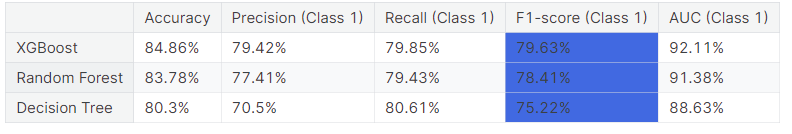 Accuracy Precision (Class 1) Recall (Class 1) F1-score (Class 1) AUC (Class 1)
XGBoost 84.86% 79.42% 79.85% 79.63% 92.11%
Random Forest 83.78% 77.41% 79.43% 78.41% 91.38%
Decision Tree 80.3% 70.5% 80.61% 75.22% 88.63%